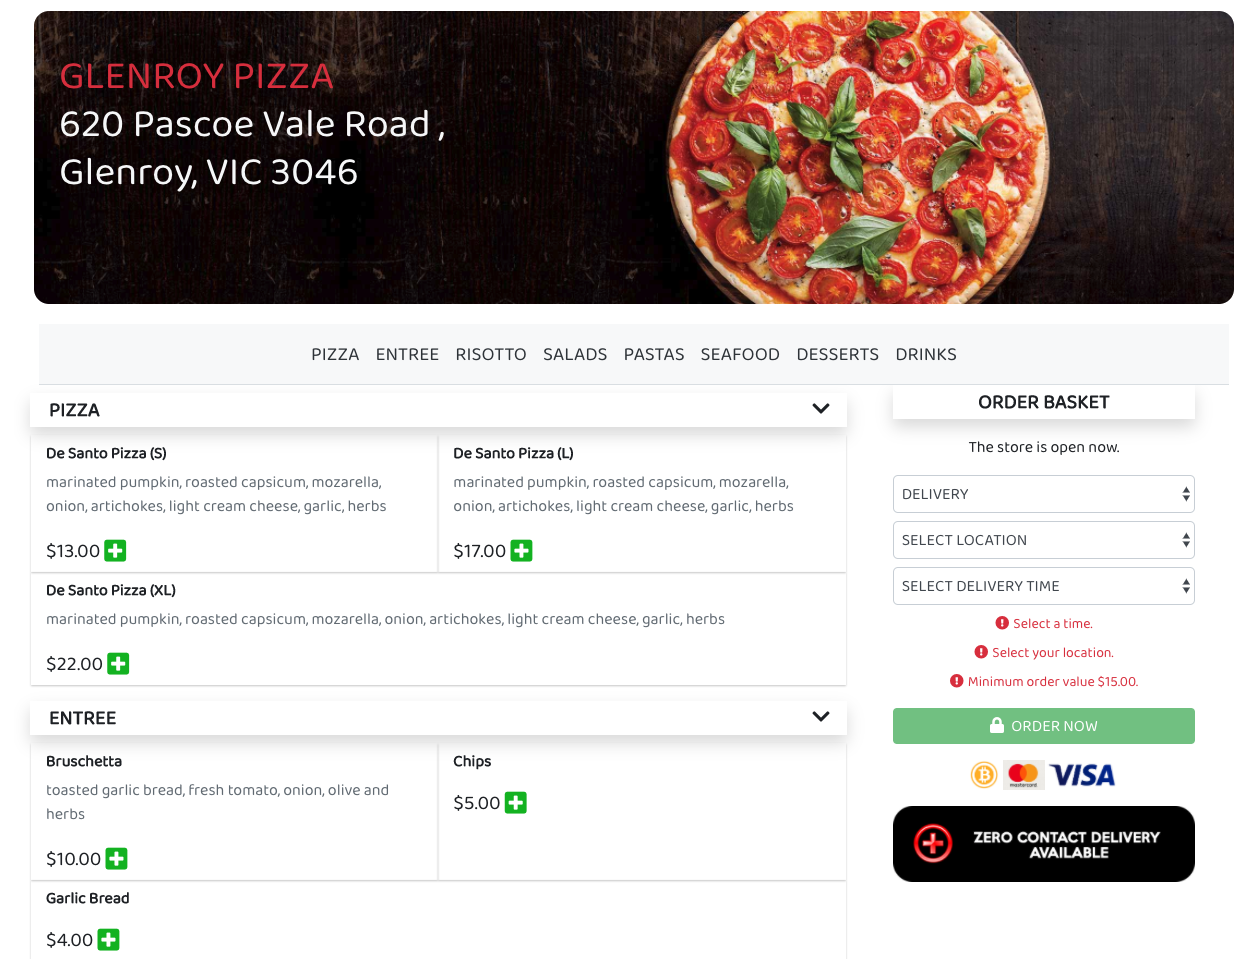 GLENROY PIZZA
620 Pascoe Vale Road ,
Glenroy, VIC 3046
PIZZA ENTREE RISOTTO SALADS PASTAS SEAFOOD DESSERTS DRINKS
PIZZA
De Santo Pizza (S)
marinated pumpkin, roasted capsicum, mozarella,
onion, artichokes, light cream cheese, garlic, herbs
$13.00
De Santo Pizza (L)
marinated pumpkin, roasted capsicum, mozarella,
onion, artichokes, light cream cheese, garlic, herbs
$17.00
De Santo Pizza (XL)
marinated pumpkin, roasted capsicum, mozarella, onion, artichokes, light cream cheese, garlic, herbs
$22.00
ENTREE
Bruschetta
toasted garlic bread, fresh tomato, onion, olive and
herbs
$10.00
Chips
$5.00
Garlic Bread
$4.00
ORDER BASKET
The store is open now.
DELIVERY
SELECT LOCATION
SELECT DELIVERY TIME
Select a time.
Select your location.
Minimum order value $15.00.
ORDER NOW
mastercard
VISA
ZERO CONTACT DELIVERY
AVAILABLE